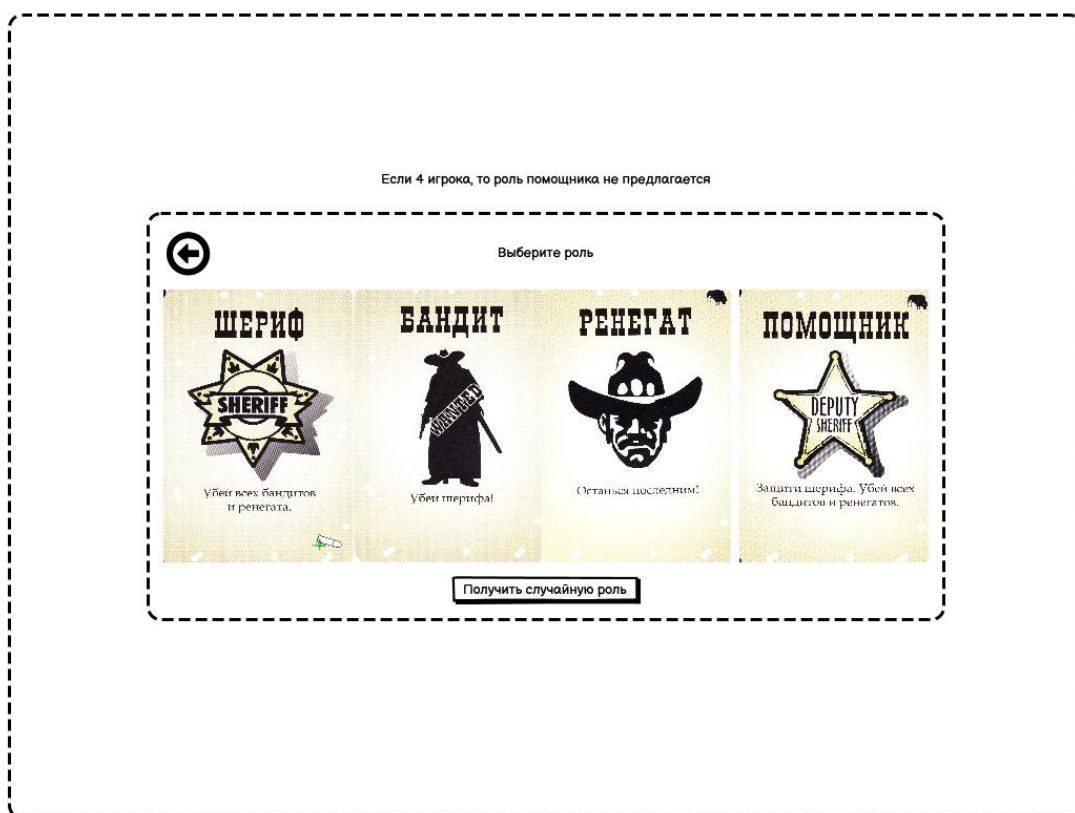 Если 4 игрока, то роль помощника не предлагается
Выберите роль
ШЕРИФ
SHERIFF
Убей всех бандитов
и ренегата.
БАНДИТ
WANTED
Убей шерифа!
РЕНЕГАТ
Останься последним!
ПОМОЩНИК
DEPUTY
SHERIFF
Защити шерифа. Убей всех
бандитов и ренегатов.
Получить случайную роль